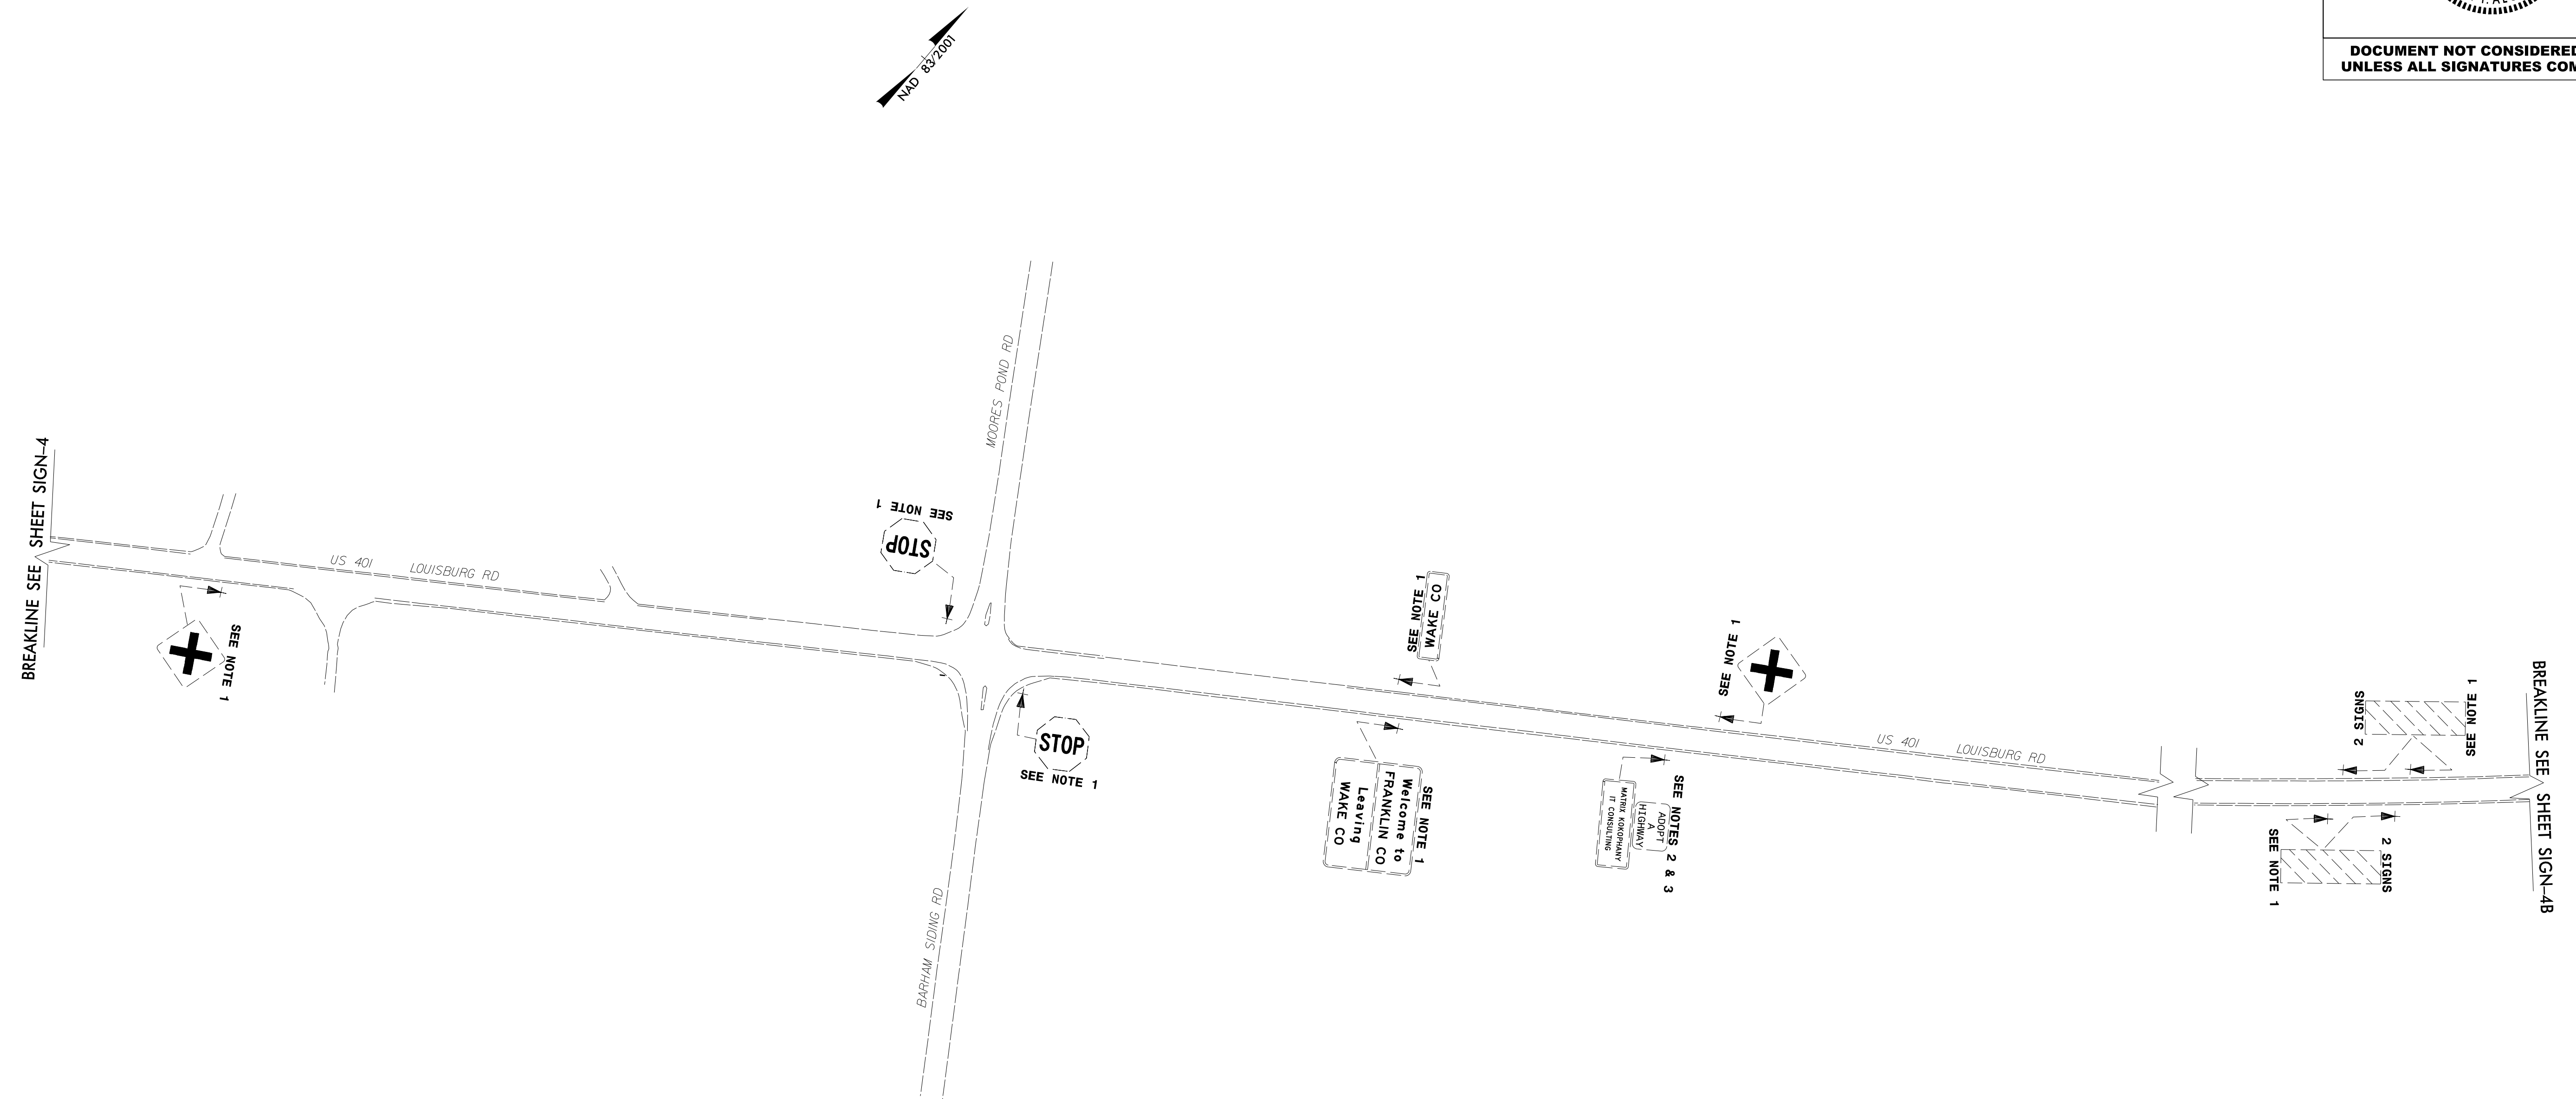 DOCUMENT NOT CONSIDERED
UNLESS ALL SIGNATURES COM
NAD 83/2001
BREAKLINE SEE SHEET SIGN-4
US 401 LOUISBURG RD
SEE NOTE 1
MOORES POND RD
SEE NOTE 1
STOP
STOP
SEE NOTE 1
BARHAM SIDING RD
SEE NOTE 1
WAKE CO
SEE NOTE 1
Welcome to
FRANKLIN CO
Leaving
WAKE CO
SEE NOTE 1
SEE NOTES 2 & 3
ADOPT
A
HIGHWAY
MATRIX KOKOPHANY
IT CONSULTING
US 401 LOUISBURG RD
2 SIGNS
SEE NOTE 1
2 SIGNS
SEE NOTE 1
BREAKLINE SEE SHEET SIGN-4B